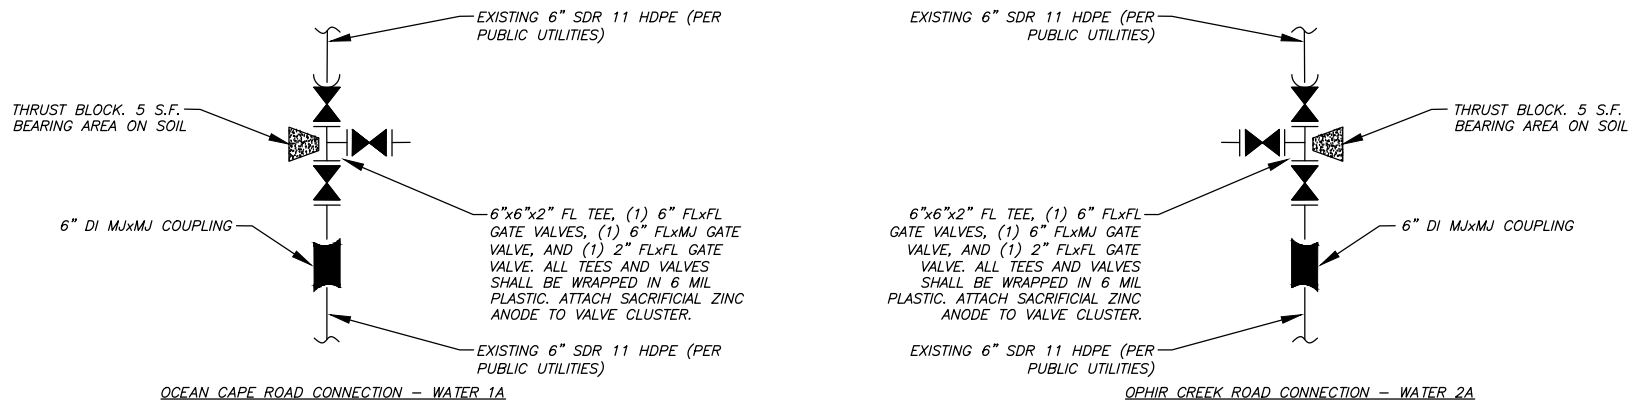 EXISTING 6" SDR 11 HDPE (PER
PUBLIC UTILITIES)
THRUST BLOCK. 5 S.F.
BEARING AREA ON SOIL
6" DI MJxMJ COUPLING
6"x6"x2" FL TEE, (1) 6" FLxFL
GATE VALVES, (1) 6" FLxMJ GATE
VALVE, AND (1) 2" FLxFL GATE
VALVE. ALL TEES AND VALVES
SHALL BE WRAPPED IN 6 MIL
PLASTIC. ATTACH SACRIFICIAL ZINC
ANODE TO VALVE CLUSTER.
EXISTING 6" SDR 11 HDPE (PER
PUBLIC UTILITIES)
OCEAN CAPE ROAD CONNECTION – WATER 1A
EXISTING 6" SDR 11 HDPE (PER
PUBLIC UTILITIES)
THRUST BLOCK. 5 S.F.
BEARING AREA ON SOIL
6"x6"x2" FL TEE, (1) 6" FLxFL
GATE VALVES, (1) 6" FLxMJ GATE
VALVE, AND (1) 2" FLxFL GATE
VALVE. ALL TEES AND VALVES
SHALL BE WRAPPED IN 6 MIL
PLASTIC. ATTACH SACRIFICIAL ZINC
ANODE TO VALVE CLUSTER.
6" DI MJxMJ COUPLING
EXISTING 6" SDR 11 HDPE (PER
PUBLIC UTILITIES)
OPHIR CREEK ROAD CONNECTION – WATER 2A